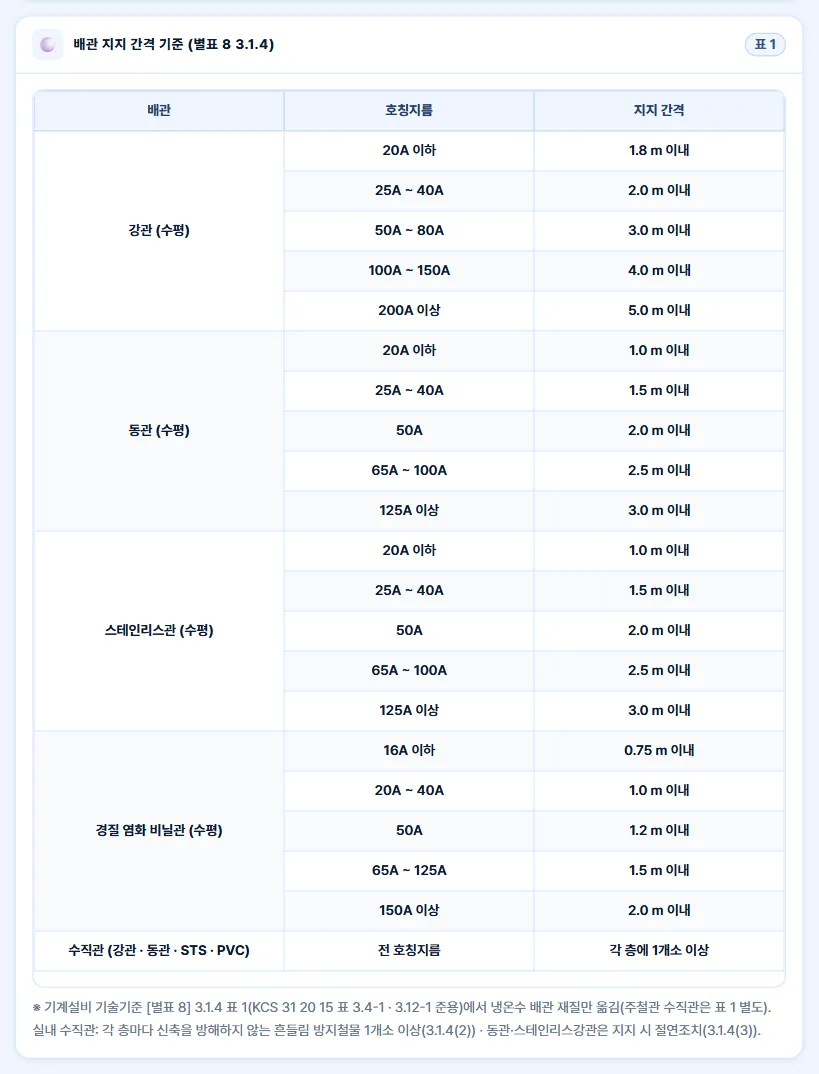 배관 지지 간격 기준 (별표 8 3.1.4) 표 1
배관 호칭지름 지지 간격
강관 (수평) 20A 이하 1.8 m 이내
25A ~ 40A 2.0 m 이내
50A ~ 80A 3.0 m 이내
100A ~ 150A 4.0 m 이내
200A 이상 5.0 m 이내
동관 (수평) 20A 이하 1.0 m 이내
25A ~ 40A 1.5 m 이내
50A 2.0 m 이내
65A ~ 100A 2.5 m 이내
125A 이상 3.0 m 이내
스테인리스관 (수평) 20A 이하 1.0 m 이내
25A ~ 40A 1.5 m 이내
50A 2.0 m 이내
65A ~ 100A 2.5 m 이내
125A 이상 3.0 m 이내
경질 염화 비닐관 (수평) 16A 이하 0.75 m 이내
20A ~ 40A 1.0 m 이내
50A 1.2 m 이내
65A ~ 125A 1.5 m 이내
150A 이상 2.0 m 이내
수직관 (강관 · 동관 · STS · PVC) 전 호칭지름 각 층에 1개소 이상
※ 기계설비 기술기준 [별표 8] 3.1.4 표 1(KCS 31 20 15 표 3.4-1 · 3.12-1 준용)에서 냉온수 배관 재질만 옮김(주철관 수직관은 표 1 별도).
실내 수직관: 각 층마다 신축을 방해하지 않는 흔들림 방지철물 1개소 이상(3.1.4(2)) · 동관·스테인리스강관은 지지 시 절연조치(3.1.4(3)).